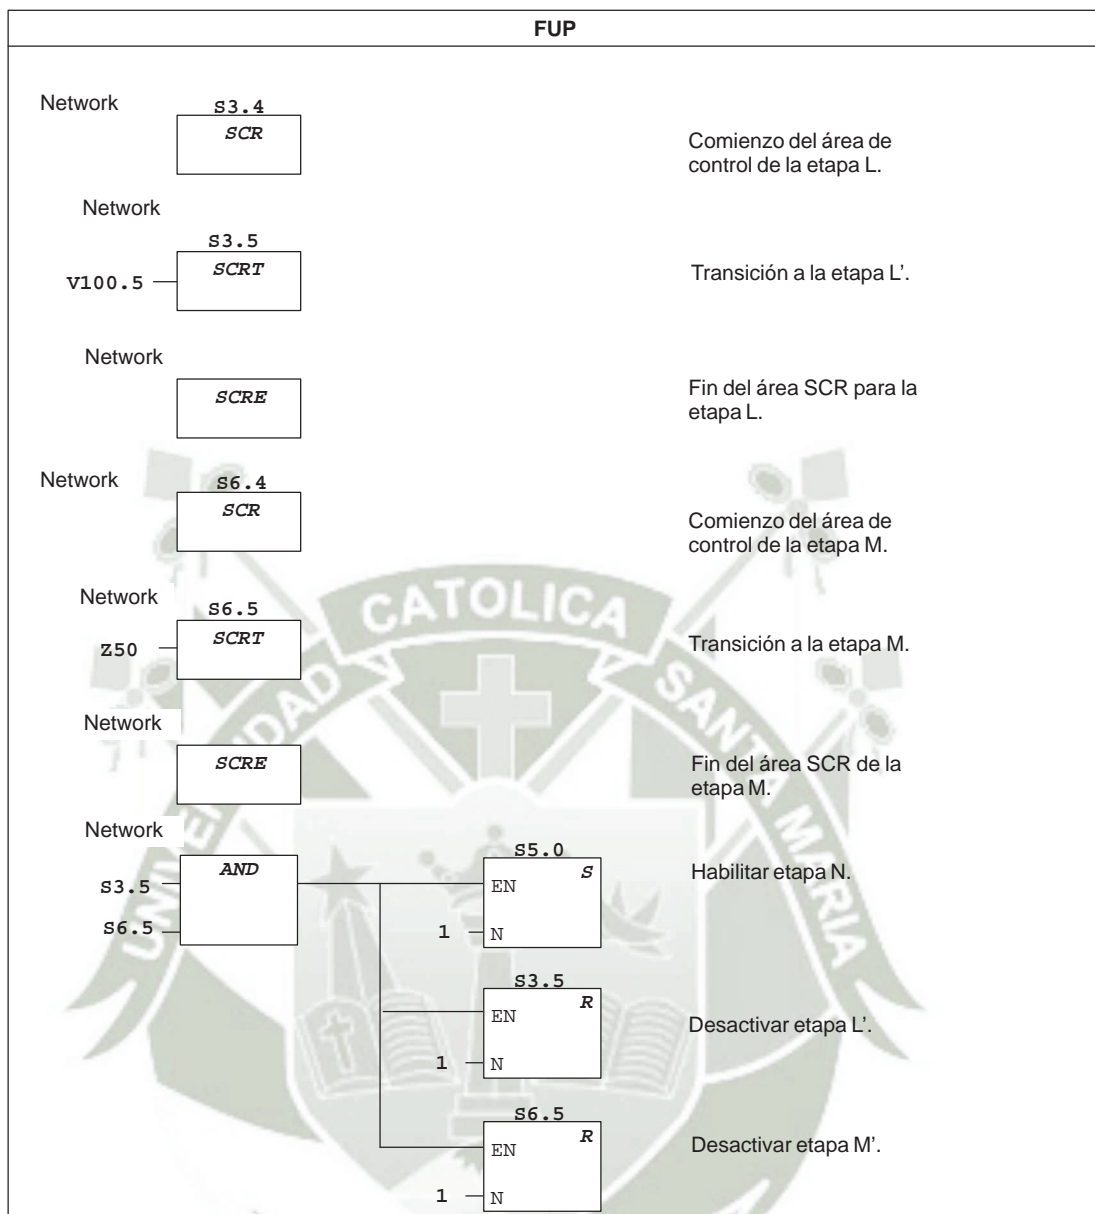 FUP
Network
S3.4
SCR
Comienzo del área de
control de la etapa L.
Network
S3.5
SCRT
V100.5
Transición a la etapa L’.
Network
SCRE
Fin del área SCR para la
etapa L.
Network
S6.4
SCR
Comienzo del área de
control de la etapa M.
Network
S6.5
SCRT
Z50
Transición a la etapa M.
Network
SCRE
Fin del área SCR de la
etapa M.
Network
AND
S3.5
S6.5
S5.0
S
EN
1
N
Habilitar etapa N.
S3.5
R
EN
1
N
Desactivar etapa L’.
S6.5
R
EN
1
N
Desactivar etapa M’.
UNIVERSIDAD CATOLICA SANTA MARIA